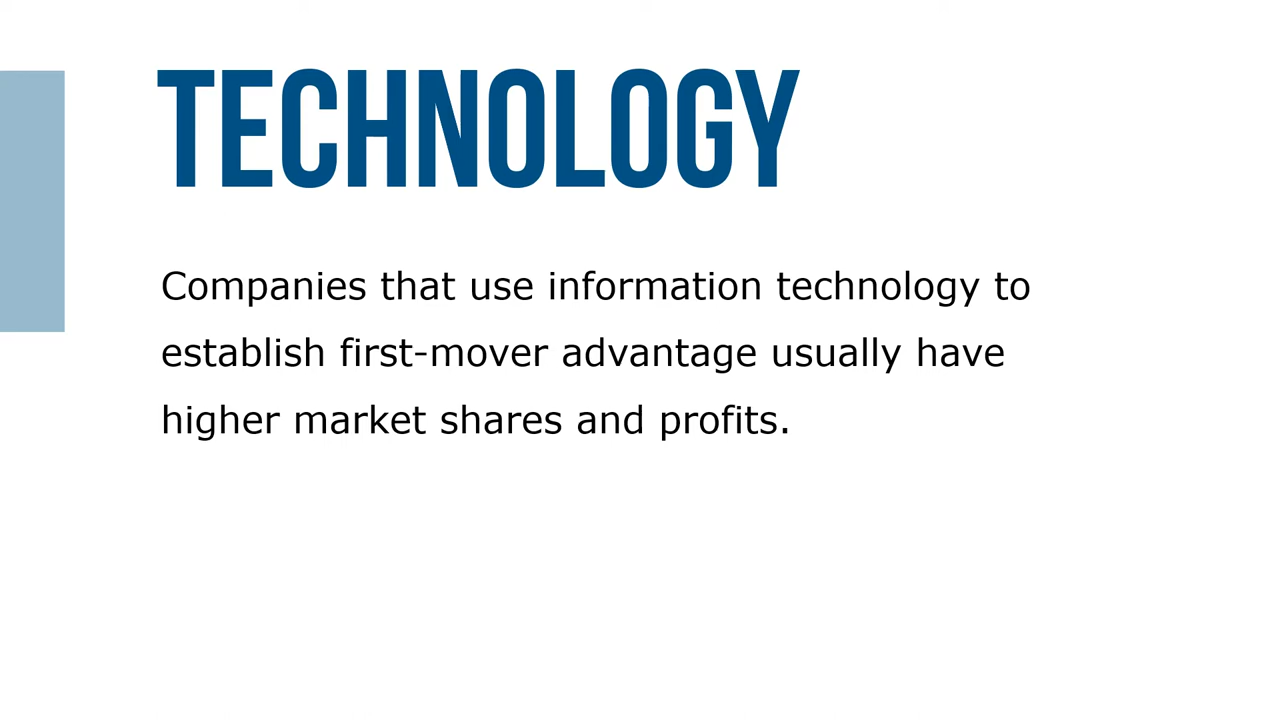 TECHNOLOGY
Companies that use information technology to
establish first-mover advantage usually have
higher market shares and profits.